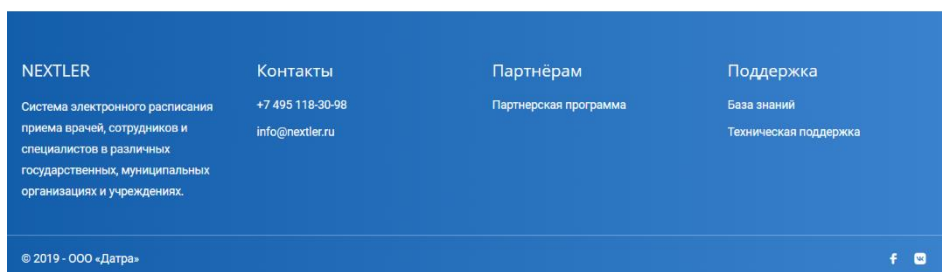 NEXTLER
Система электронного расписания
приема врачей, сотрудников и
специалистов в различных
государственных, муниципальных
организациях и учреждениях.
Контакты
+7 495 118-30-98
info@nextler.ru
Партнёрам
Партнерская программа
Поддержка
База знаний
Техническая поддержка
© 2019 - ООО «Датра»